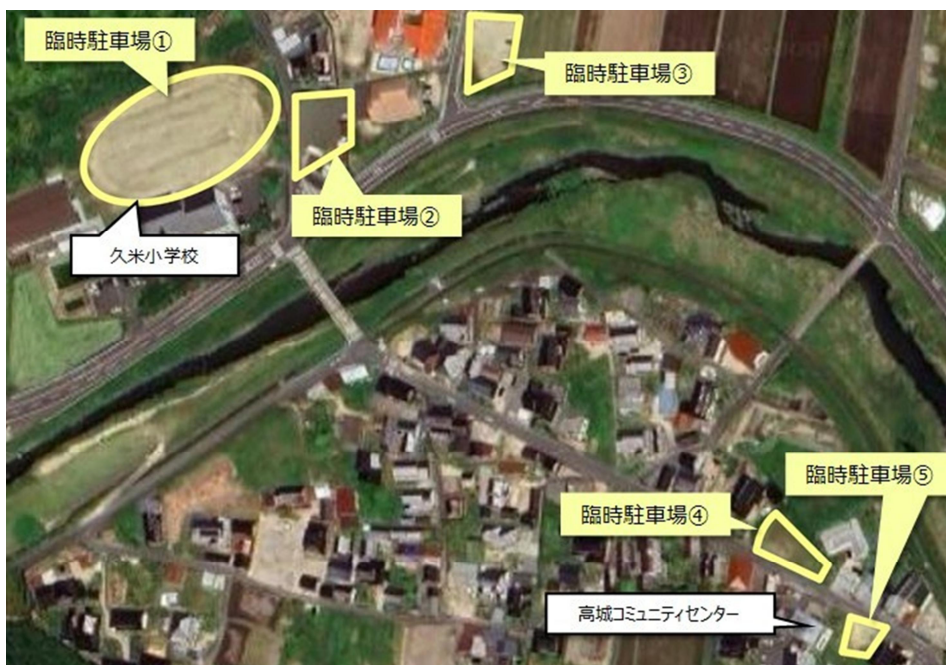 臨時駐車場①
臨時駐車場③
臨時駐車場②
久米小学校
臨時駐車場⑤
臨時駐車場④
高城コミュニティセンター